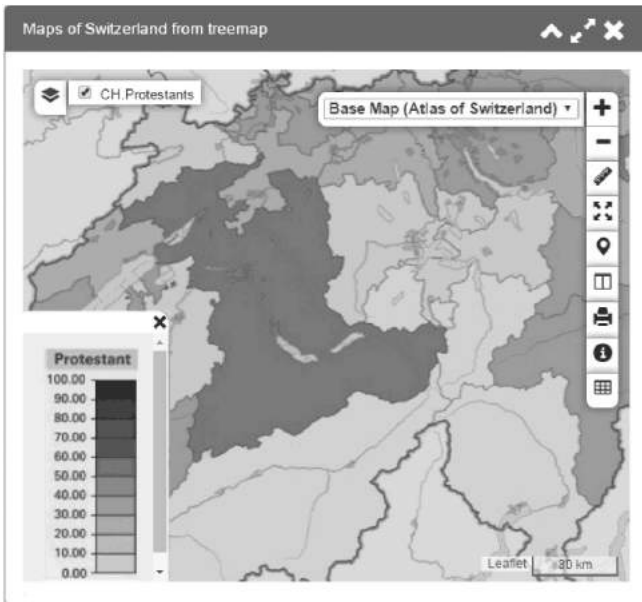 Maps of Switzerland from treemap
CH.Protestants
Base Map (Atlas of Switzerland)
Protestant
100.00
90.00
80.00
70.00
60.00
50.00
40.00
30.00
20.00
10.00
0.00
Leaflet
30 km